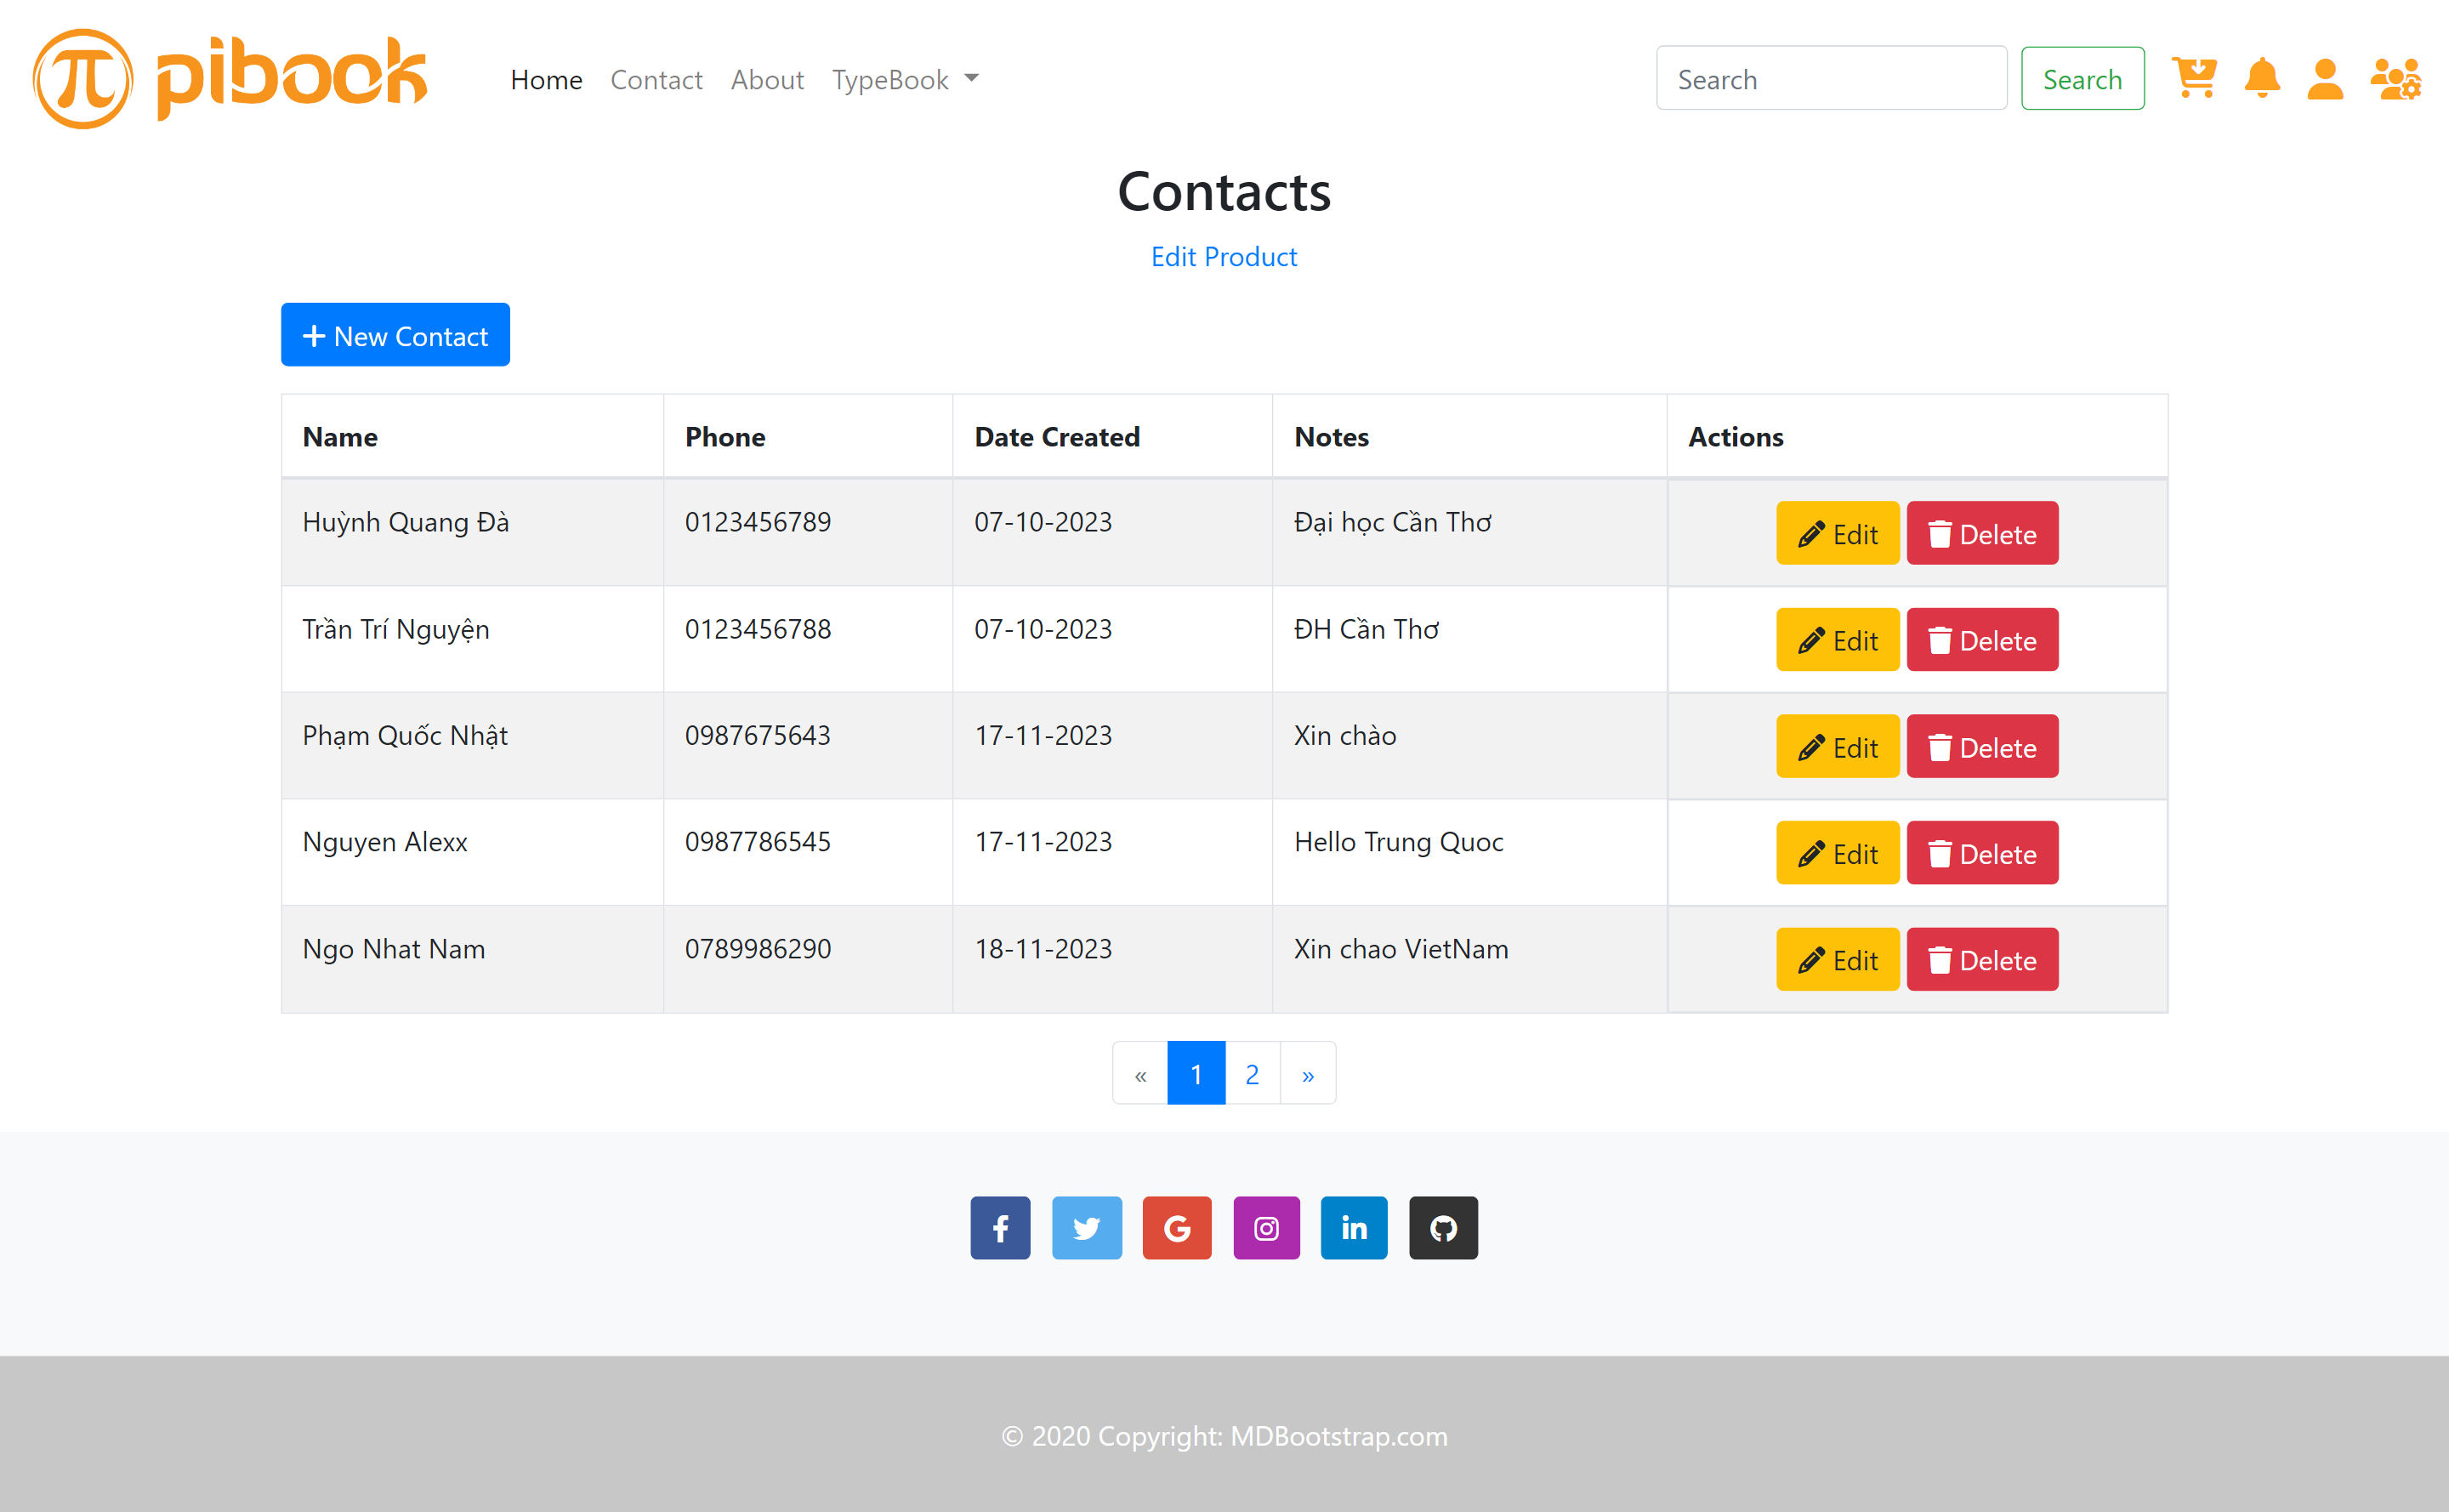 π pibook Home Contact About TypeBook Search Search
Contacts
Edit Product
+ New Contact
Name Phone Date Created Notes Actions
Huỳnh Quang Đà 0123456789 07-10-2023 Đại học Cần Thơ Edit Delete
Trần Trí Nguyện 0123456788 07-10-2023 ĐH Cần Thơ Edit Delete
Phạm Quốc Nhật 0987675643 17-11-2023 Xin chào Edit Delete
Nguyen Alexx 0987786545 17-11-2023 Hello Trung Quoc Edit Delete
Ngo Nhat Nam 0789986290 18-11-2023 Xin chao VietNam Edit Delete
« 1 2 »
© 2020 Copyright: MDBootstrap.com